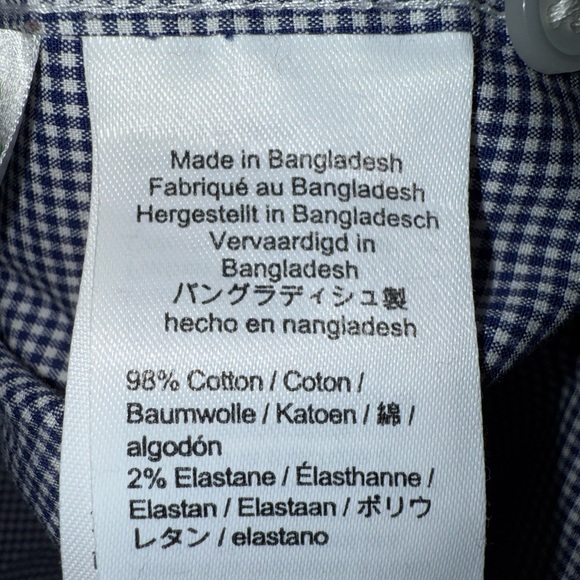 Made in Bangladesh
Fabriqué au Bangladesh
Hergestellt in Bangladesch
Vervaardigd in
Bangladesh
バングラディシュ製
hecho en nangladesh
98% Cotton / Coton /
Baumwolle / Katoen / 綿 /
algodón
2% Elastane / Élasthanne /
Elastan / Elastaan / ポリウ
レタン / elastano